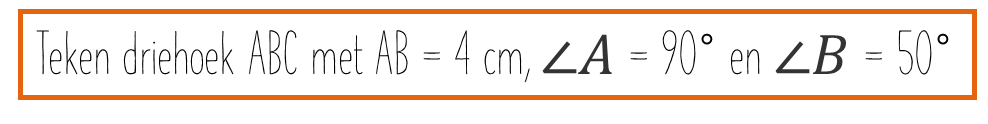 Teken driehoek ABC met AB = 4 cm, ∠A = 90° en ∠B = 50°